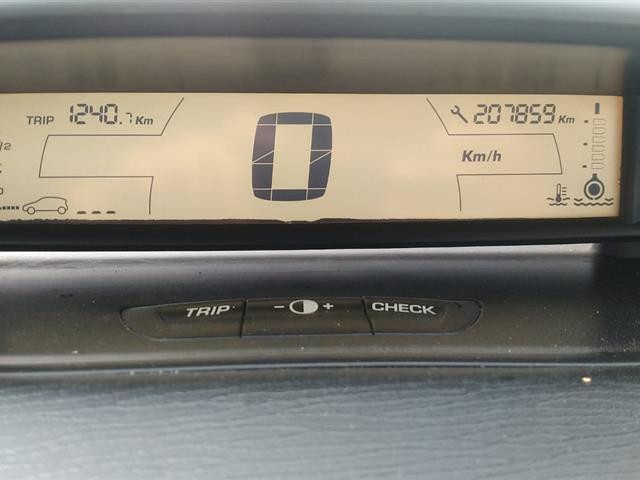 TRIP 1240.7 Km
207859 Km
0
Km/h
---
TRIP - + CHECK